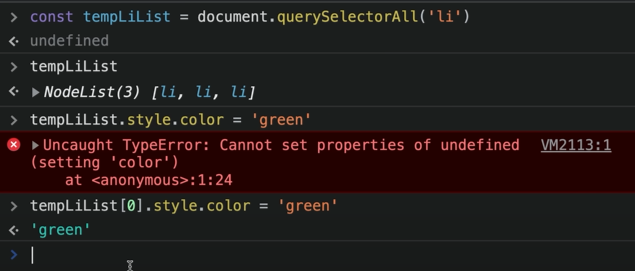 > const tempLiList = document.querySelectorAll('li')
undefined
> tempLiList
NodeList(3) [li, li, li]
> tempLiList.style.color = 'green'
Uncaught TypeError: Cannot set properties of undefined VM2113:1
(setting 'color')
at <anonymous>:1:24
> tempLiList[0].style.color = 'green'
'green'
>